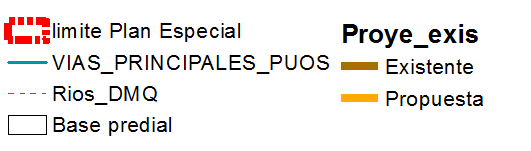 limite Plan Especial
VIAS_PRINCIPALES_PUOS
Rios_DMQ
Base predial
Proye_exis
Existente
Propuesta